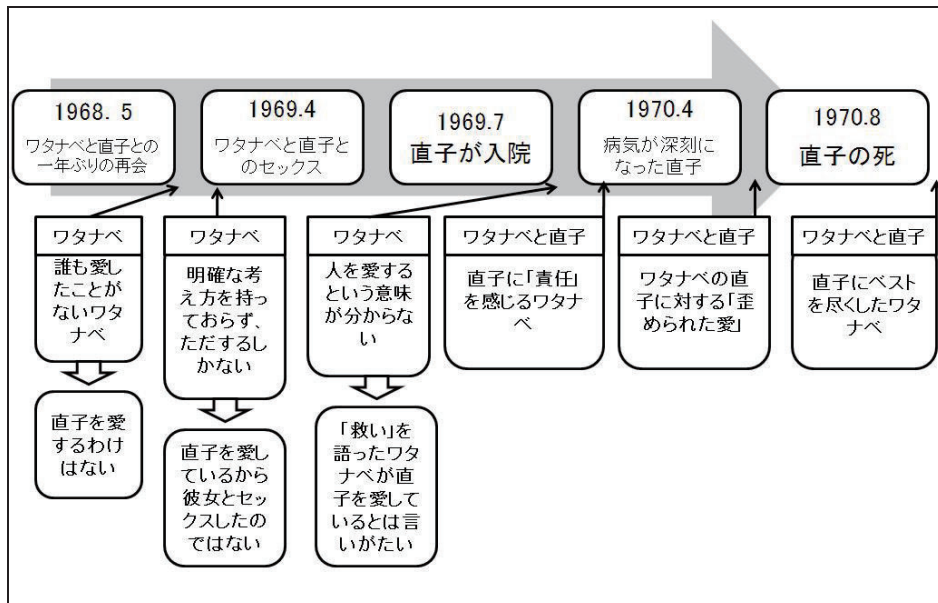 1968. 5
ワタナベと直子との
一年ぶりの再会
1969.4
ワタナベと直子と
のセックス
1969.7
直子が入院
1970.4
病気が深刻に
なった直子
1970.8
直子の死
ワタナベ
誰も愛し
たことが
ないワタ
ナベ
直子を愛
するわけ
はない
ワタナベ
明確な考
え方を持っ
ておらず、
ただするし
かない
直子を愛し
ているから
彼女とセッ
クスしたの
ではない
ワタナベ
人を愛する
という意味
が分からな
い
「救い」を
語ったワタ
ナベが直
子を愛して
いるとは言
いがたい
ワタナベと直子
直子に「責任」
を感じるワタナ
ベ
ワタナベと直子
ワタナベの直
子に対する「歪
められた愛」
ワタナベと直子
直子にベスト
を尽くしたワタ
ナベ